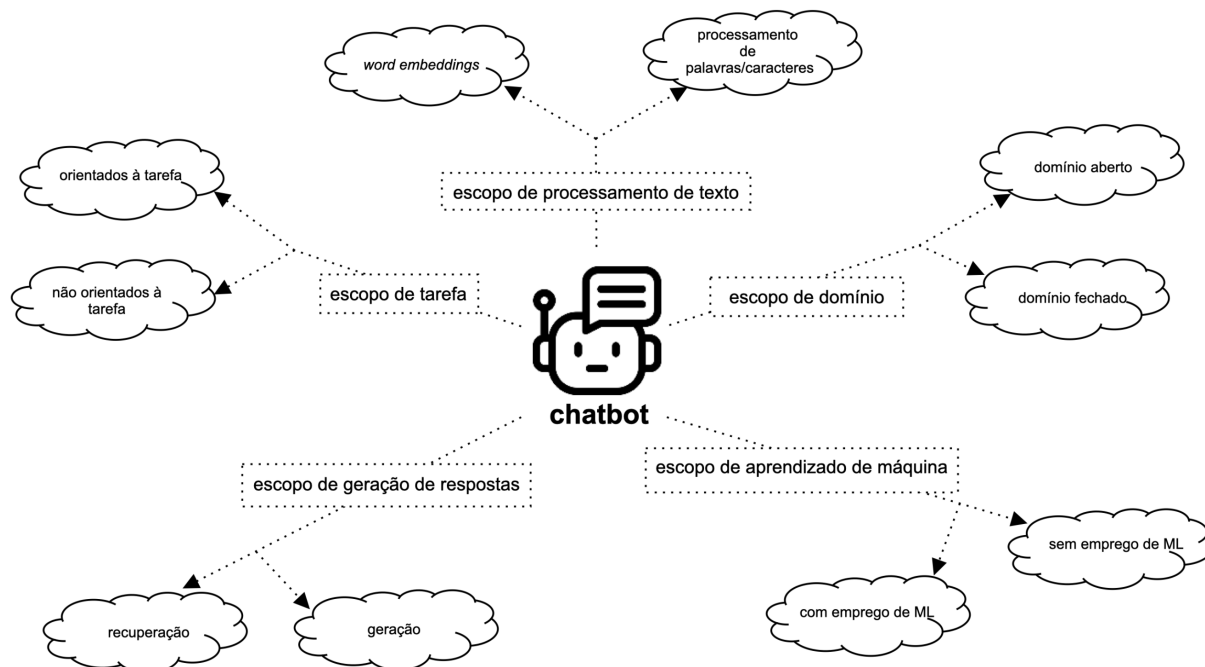 word embeddings
processamento
de
palavras/caracteres
orientados à tarefa
domínio aberto
escopo de processamento de texto
não orientados à
tarefa
escopo de tarefa
escopo de domínio
domínio fechado
chatbot
escopo de geração de respostas
escopo de aprendizado de máquina
sem emprego de ML
com emprego de ML
recuperação
geração